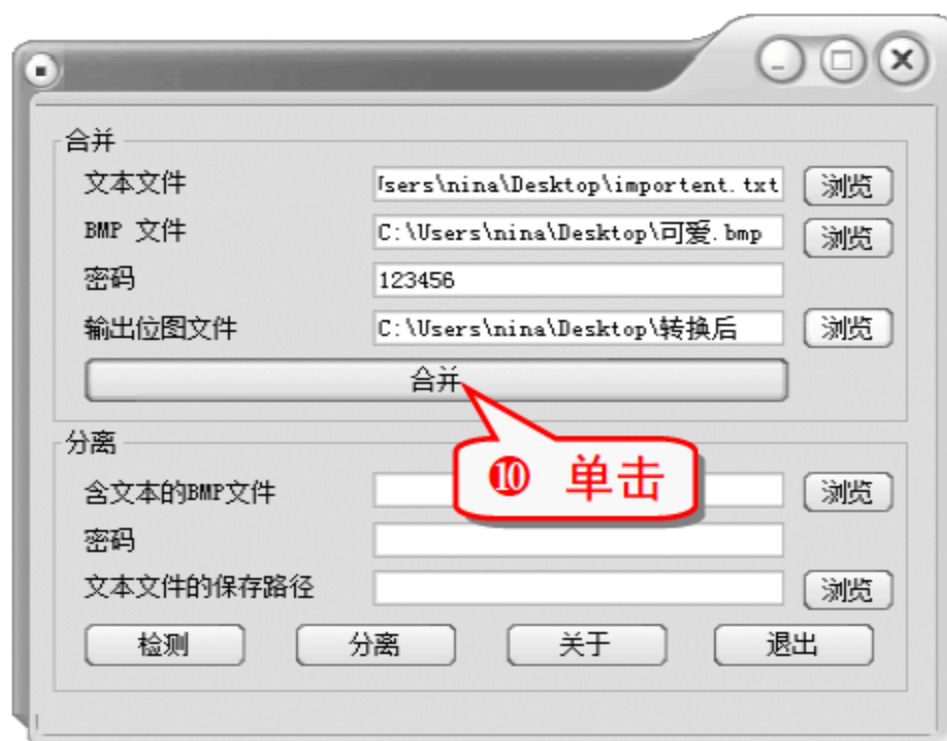 合并
文本文件 Users\nina\Desktop\importent.txt 浏览
BMP 文件 C:\Users\nina\Desktop\可爱.bmp 浏览
密码 123456
输出位图文件 C:\Users\nina\Desktop\转换后 浏览
合并
❿ 单击
分离
含文本的BMP文件 浏览
密码
文本文件的保存路径 浏览
检测 分离 关于 退出